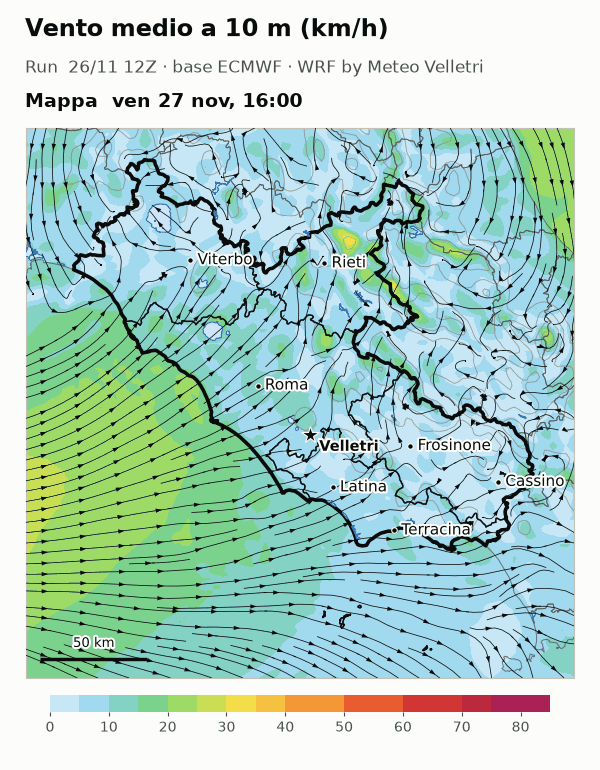 Vento medio a 10 m (km/h)
Run 26/11 12Z · base ECMWF · WRF by Meteo Velletri
Mappa ven 27 nov, 16:00
Viterbo
Rieti
Roma
Velletri
Frosinone
Cassino
Latina
Terracina
50 km
0 10 20 30 40 50 60 70 80